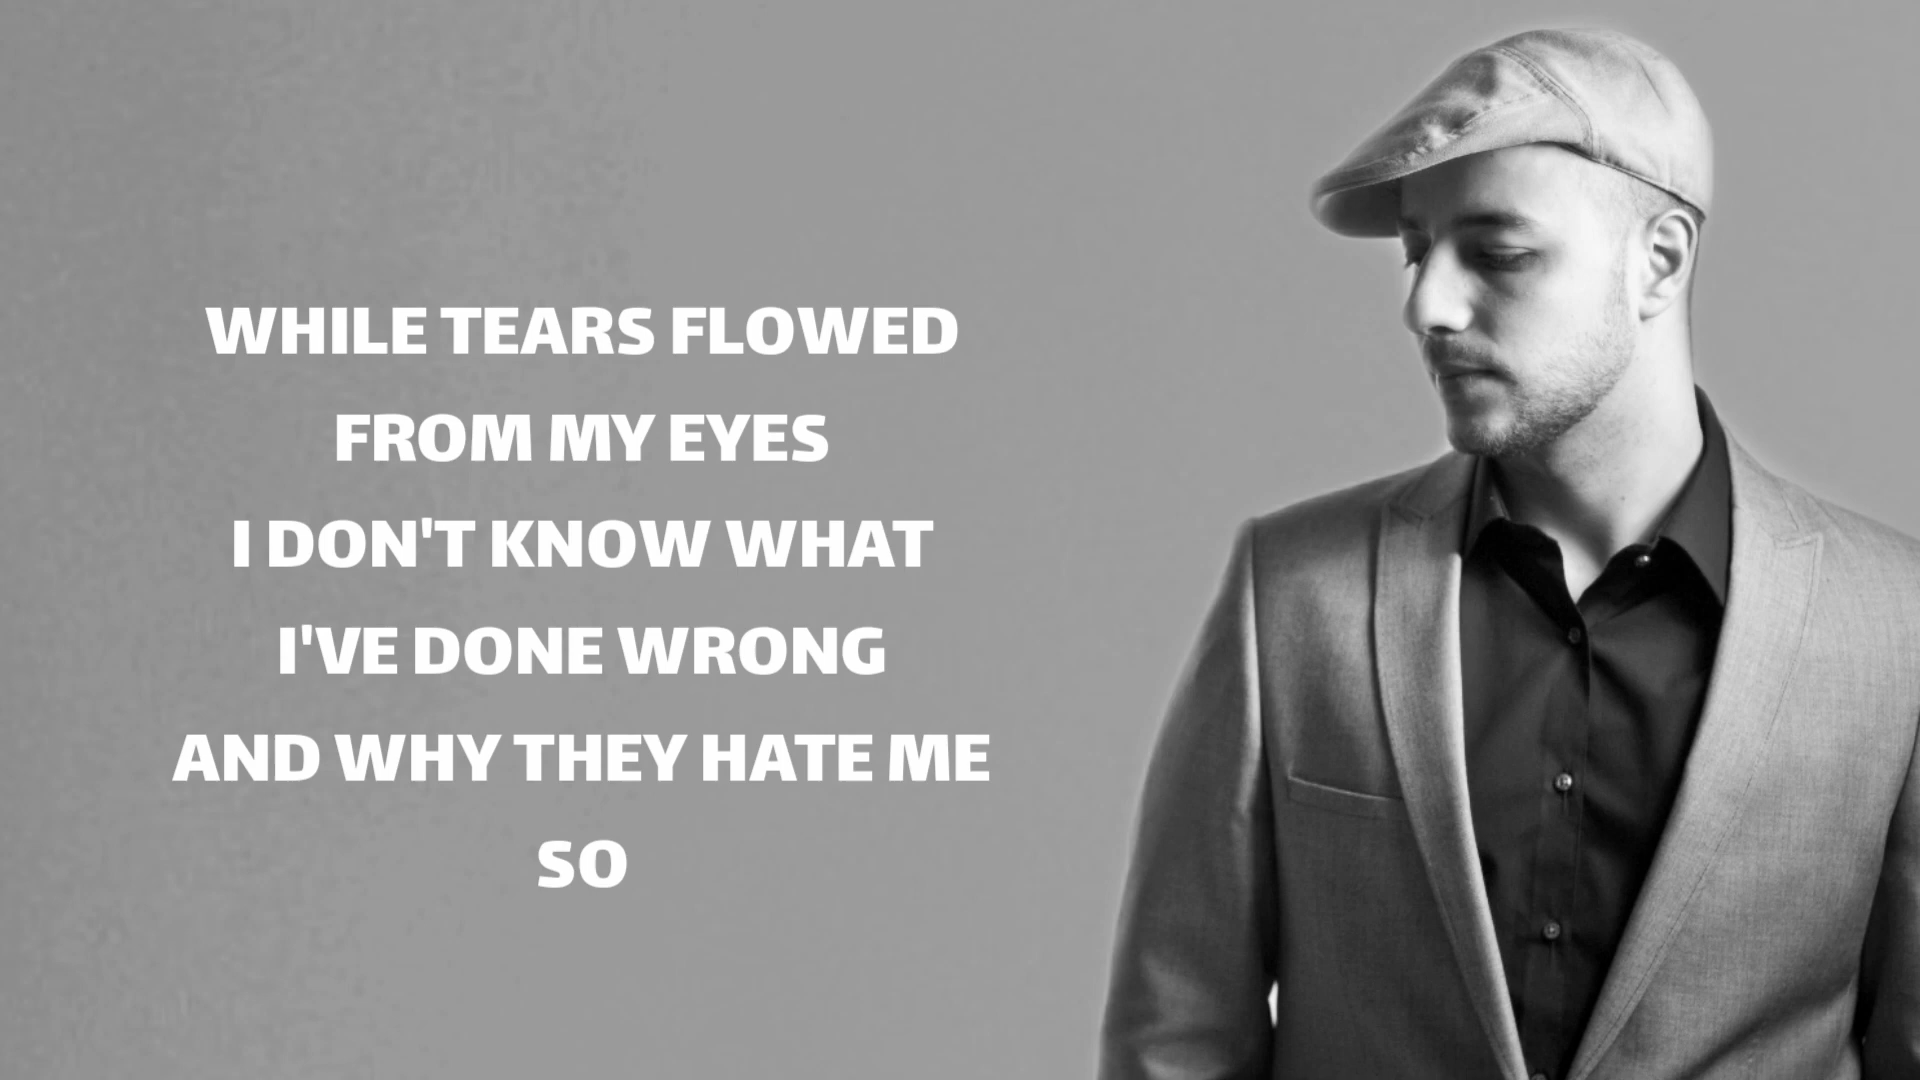 WHILE TEARS FLOWED
FROM MY EYES
I DON'T KNOW WHAT
I'VE DONE WRONG
AND WHY THEY HATE ME
SO